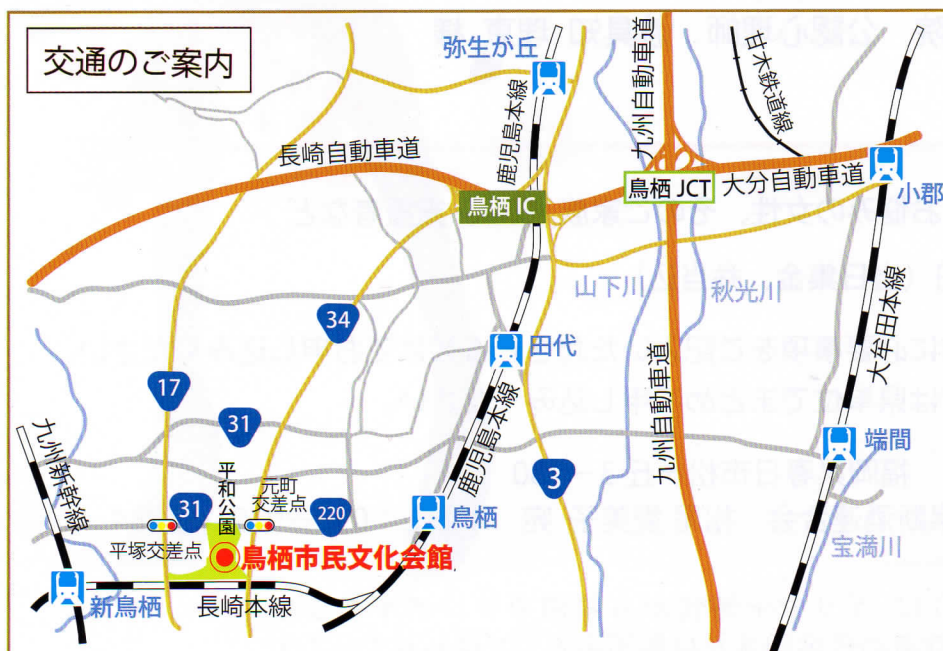 交通のご案内
弥生が丘
鹿児島本線
九州自動車道
甘木鉄道線
長崎自動車道
鳥栖 IC
鳥栖 JCT
大分自動車道
小郡
山下川
秋光川
34
田代
大牟田本線
17
31
鹿児島本線
九州自動車道
九州新幹線
平和公園
元町
交差点
端間
3
31
220
鳥栖
平塚交差点
鳥栖市民文化会館
宝満川
新鳥栖
長崎本線